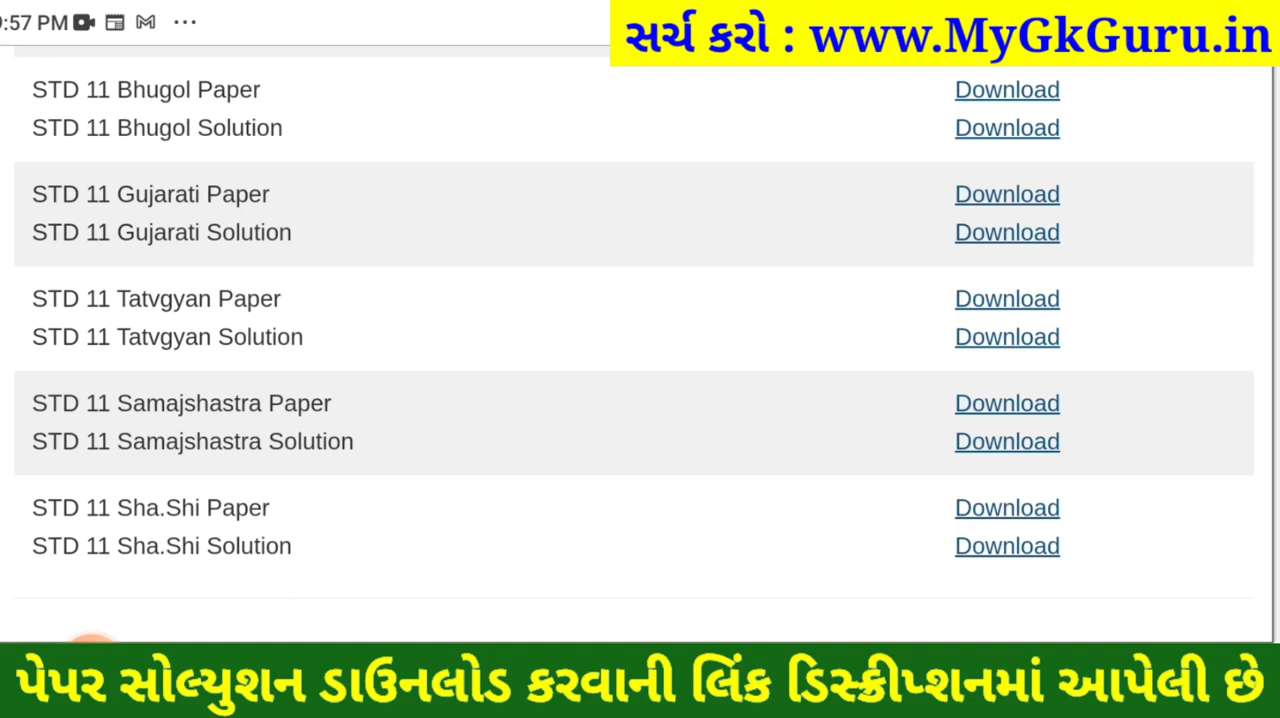 :57 PM
સર્ચ કરો : www.MyGkGuru.in
STD 11 Bhugol Paper Download
STD 11 Bhugol Solution Download
STD 11 Gujarati Paper Download
STD 11 Gujarati Solution Download
STD 11 Tatvgyan Paper Download
STD 11 Tatvgyan Solution Download
STD 11 Samajshastra Paper Download
STD 11 Samajshastra Solution Download
STD 11 Sha.Shi Paper Download
STD 11 Sha.Shi Solution Download
પેપર સોલ્યુશન ડાઉનલોડ કરવાની લિંક ડિસ્ક્રીપ્શનમાં આપેલી છે